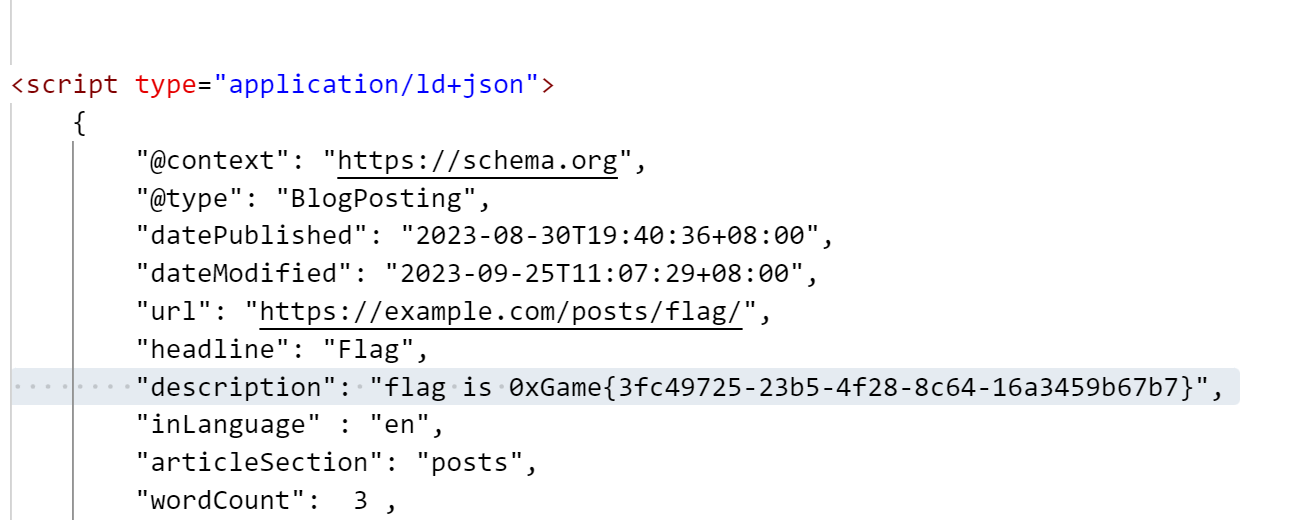 <script type="application/ld+json">
{
"@context": "https://schema.org",
"@type": "BlogPosting",
"datePublished": "2023-08-30T19:40:36+08:00",
"dateModified": "2023-09-25T11:07:29+08:00",
"url": "https://example.com/posts/flag/",
"headline": "Flag",
"description": "flag is 0xGame{3fc49725-23b5-4f28-8c64-16a3459b67b7}",
"inLanguage" : "en",
"articleSection": "posts",
"wordCount":  3 ,